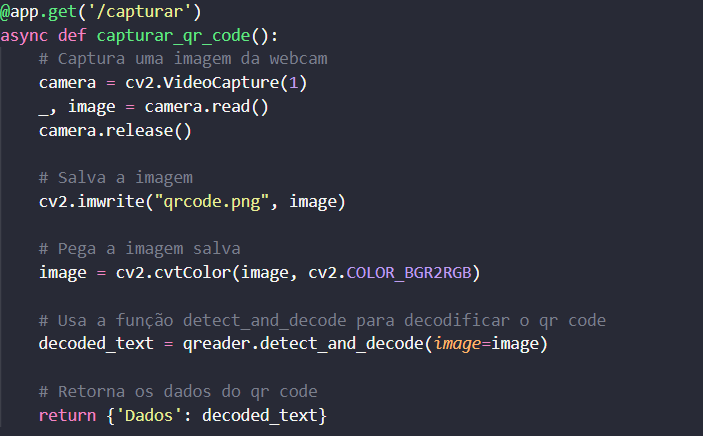 @app.get('/capturar')
async def capturar_qr_code():
    # Captura uma imagem da webcam
    camera = cv2.VideoCapture(1)
    _, image = camera.read()
    camera.release()

    # Salva a imagem
    cv2.imwrite("qrcode.png", image)

    # Pega a imagem salva
    image = cv2.cvtColor(image, cv2.COLOR_BGR2RGB)

    # Usa a função detect_and_decode para decodificar o qr code
    decoded_text = qreader.detect_and_decode(image=image)

    # Retorna os dados do qr code
    return {'Dados': decoded_text}